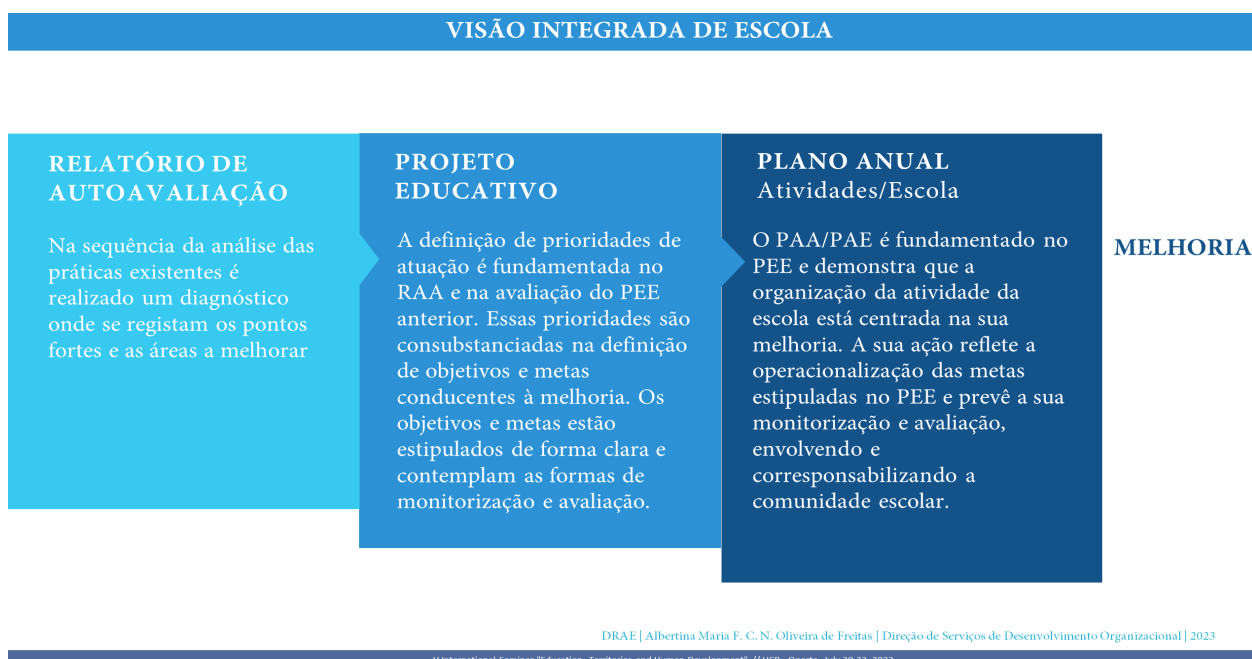 VISÃO INTEGRADA DE ESCOLA
RELATÓRIO DE
AUTOAVALIAÇÃO
Na sequência da análise das
práticas existentes é
realizado um diagnóstico
onde se registam os pontos
fortes e as áreas a melhorar
PROJETO
EDUCATIVO
A definição de prioridades de
atuação é fundamentada no
RAA e na avaliação do PEE
anterior. Essas prioridades são
consubstanciadas na definição
de objetivos e metas
conducentes à melhoria. Os
objetivos e metas estão
estipulados de forma clara e
contemplam as formas de
monitorização e avaliação.
PLANO ANUAL
Atividades/Escola
O PAA/PAE é fundamentado no
PEE e demonstra que a
organização da atividade da
escola está centrada na sua
melhoria. A sua ação reflete a
operacionalização das metas
estipuladas no PEE e prevê a sua
monitorização e avaliação,
envolvendo e
corresponsabilizando a
comunidade escolar.
MELHORIA
DRAE | Albertina Maria F. C. N. Oliveira de Freitas | Direção de Serviços de Desenvolvimento Organizacional | 2023